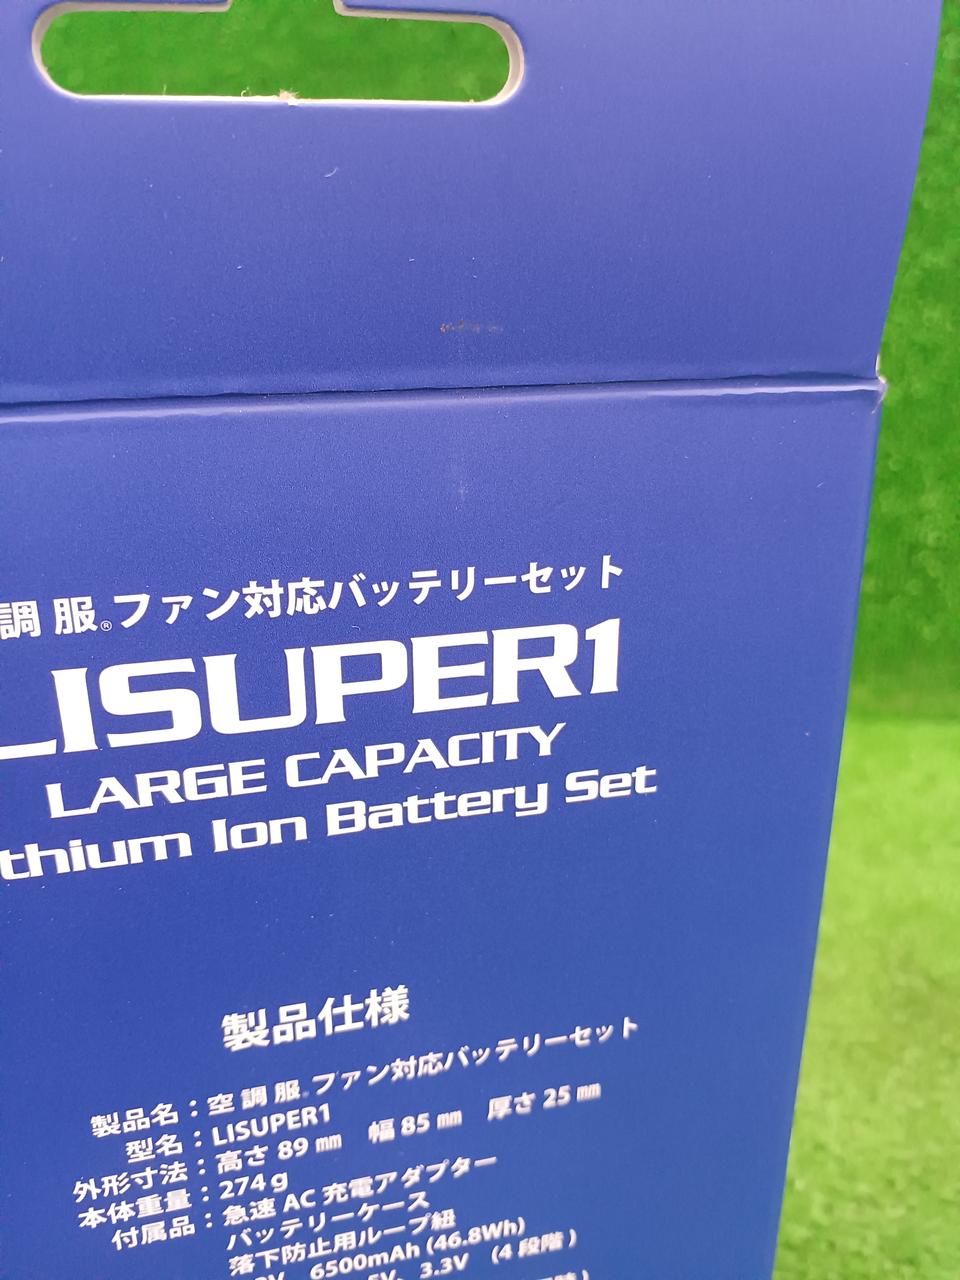 調服®ファン対応バッテリーセット
LISUPER1
LARGE CAPACITY
thium Ion Battery Set
製品仕様
製品名：空調服®ファン対応バッテリーセット
型名：LISUPER1
外形寸法：高さ 89 ㎜ 幅 85 ㎜ 厚さ 25 ㎜
本体重量：274 g
付属品：急速 AC 充電アダプター
バッテリーケース
落下防止用ループ紐
6500mAh (46.8Wh)
5V、3.3V (4 段階)